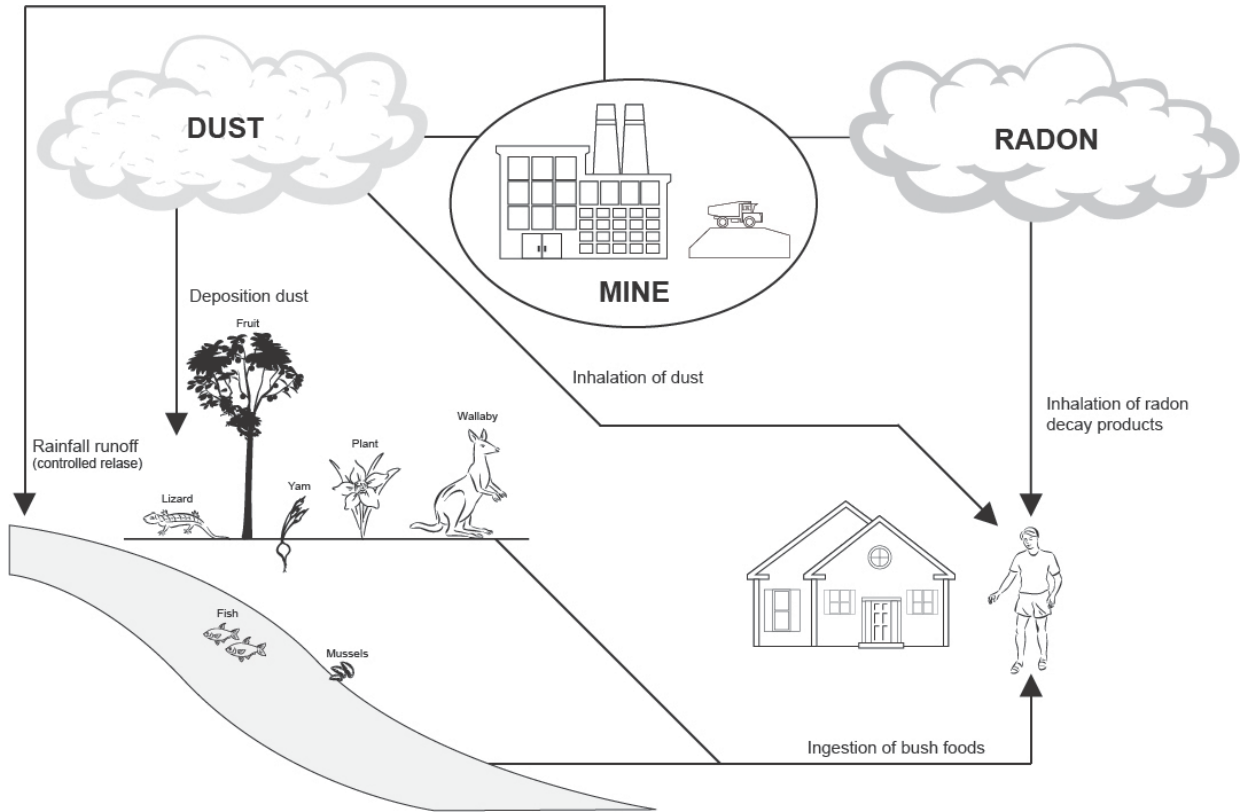 DUST
RADON
MINE
Deposition dust
Fruit
Inhalation of dust
Inhalation of radon
decay products
Wallaby
Rainfall runoff
(controlled relase)
Plant
Yam
Lizard
Fish
Mussels
Ingestion of bush foods